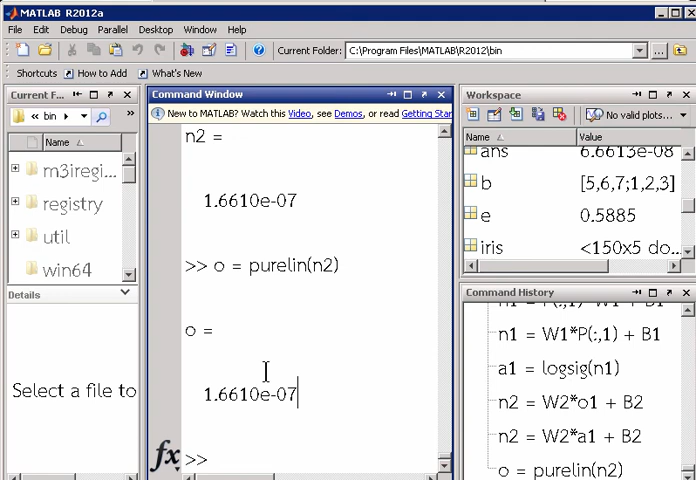 MATLAB R2012a
File Edit Debug Parallel Desktop Window Help
Current Folder: C:\Program Files\MATLAB\R2012\bin
Shortcuts How to Add What's New
Current F...
bin
Name
m3iregi...
registry
util
win64
Details
Select a file to
Command Window
New to MATLAB? Watch this Video, see Demos, or read Getting Star
n2 =
1.6610e-07
>> o = purelin(n2)
o =
1.6610e-07
fx >>
Workspace
No valid plots...
Name Value
ans 6.6613e-08
b [5,6,7;1,2,3]
e 0.5885
iris <150x5 do...
Command History
n1 = W1*P(:,1) + B1
a1 = logsig(n1)
n2 = W2*o1 + B2
n2 = W2*a1 + B2
o = purelin(n2)